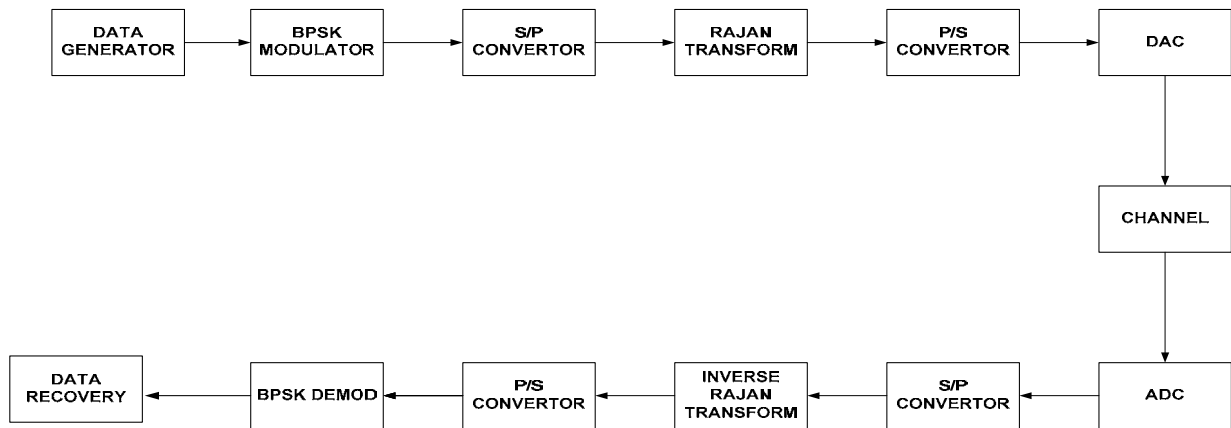 DATA
GENERATOR
BPSK
MODULATOR
S/P
CONVERTOR
RAJAN
TRANSFORM
P/S
CONVERTOR
DAC
CHANNEL
DATA
RECOVERY
BPSK DEMOD
P/S
CONVERTOR
INVERSE
RAJAN
TRANSFORM
S/P
CONVERTOR
ADC